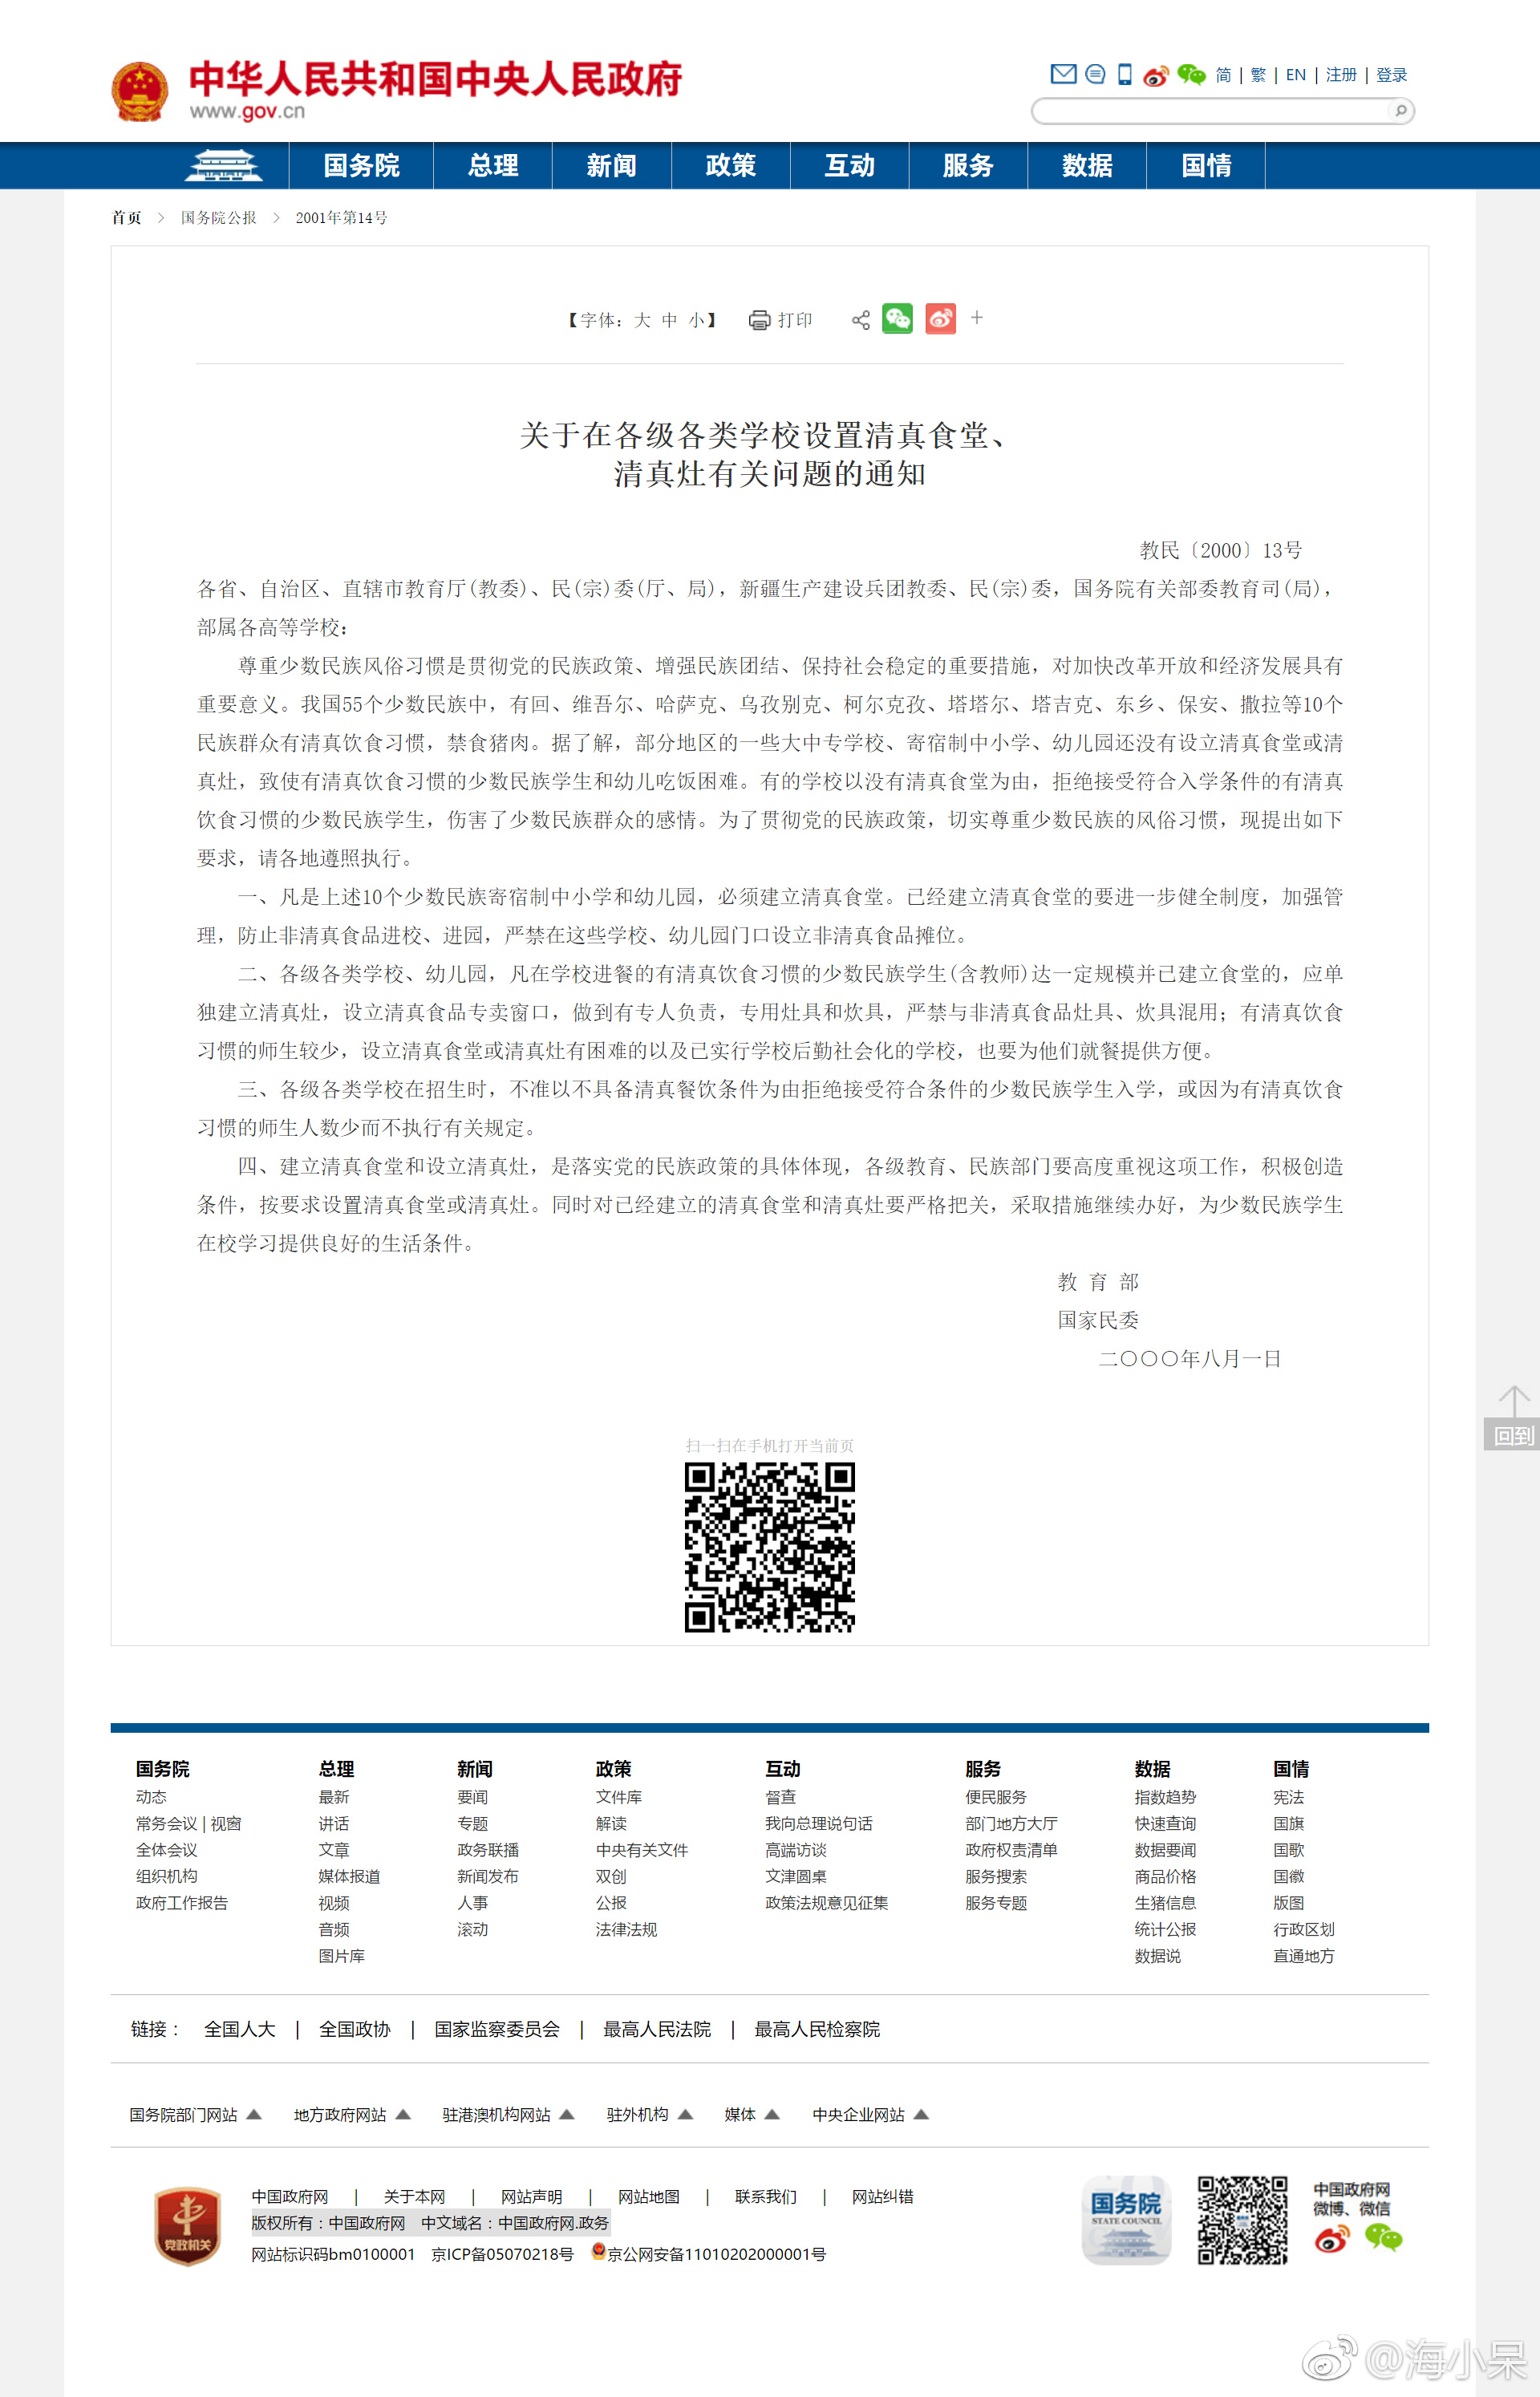 中华人民共和国中央人民政府
www.gov.cn
简 | 繁 | EN | 注册 | 登录
国务院 总理 新闻 政策 互动 服务 数据 国情
首页 > 国务院公报 > 2001年第14号
【字体：大 中 小】 打印 +
关于在各级各类学校设置清真食堂、
清真灶有关问题的通知
教民〔2000〕13号
各省、自治区、直辖市教育厅(教委)、民(宗)委(厅、局)，新疆生产建设兵团教委、民(宗)委，国务院有关部委教育司(局)，
部属各高等学校：
尊重少数民族风俗习惯是贯彻党的民族政策、增强民族团结、保持社会稳定的重要措施，对加快改革开放和经济发展具有
重要意义。我国55个少数民族中，有回、维吾尔、哈萨克、乌孜别克、柯尔克孜、塔塔尔、塔吉克、东乡、保安、撒拉等10个
民族群众有清真饮食习惯，禁食猪肉。据了解，部分地区的一些大中专学校、寄宿制中小学、幼儿园还没有设立清真食堂或清
真灶，致使有清真饮食习惯的少数民族学生和幼儿吃饭困难。有的学校以没有清真食堂为由，拒绝接受符合入学条件的有清真
饮食习惯的少数民族学生，伤害了少数民族群众的感情。为了贯彻党的民族政策，切实尊重少数民族的风俗习惯，现提出如下
要求，请各地遵照执行。
一、凡是上述10个少数民族寄宿制中小学和幼儿园，必须建立清真食堂。已经建立清真食堂的要进一步健全制度，加强管
理，防止非清真食品进校、进园，严禁在这些学校、幼儿园门口设立非清真食品摊位。
二、各级各类学校、幼儿园，凡在学校进餐的有清真饮食习惯的少数民族学生(含教师)达一定规模并已建立食堂的，应单
独建立清真灶，设立清真食品专卖窗口，做到有专人负责，专用灶具和炊具，严禁与非清真食品灶具、炊具混用；有清真饮食
习惯的师生较少，设立清真食堂或清真灶有困难的以及已实行学校后勤社会化的学校，也要为他们就餐提供方便。
三、各级各类学校在招生时，不准以不具备清真餐饮条件为由拒绝接受符合条件的少数民族学生入学，或因为有清真饮食
习惯的师生人数少而不执行有关规定。
四、建立清真食堂和设立清真灶，是落实党的民族政策的具体体现，各级教育、民族部门要高度重视这项工作，积极创造
条件，按要求设置清真食堂或清真灶。同时对已经建立的清真食堂和清真灶要严格把关，采取措施继续办好，为少数民族学生
在校学习提供良好的生活条件。
教 育 部
国家民委
二〇〇〇年八月一日
回到
扫一扫在手机打开当前页
国务院 总理 新闻 政策 互动 服务 数据 国情
动态 最新 要闻 文件库 督查 便民服务 指数趋势 宪法
常务会议 | 视窗 讲话 专题 解读 我向总理说句话 部门地方大厅 快速查询 国旗
全体会议 文章 政务联播 中央有关文件 高端访谈 政府权责清单 数据要闻 国歌
组织机构 媒体报道 新闻发布 双创 文津圆桌 服务搜索 商品价格 国徽
政府工作报告 视频 人事 公报 政策法规意见征集 服务专题 生猪信息 版图
音频 滚动 法律法规 统计公报 行政区划
图片库 数据说 直通地方
链接： 全国人大 | 全国政协 | 国家监察委员会 | 最高人民法院 | 最高人民检察院
国务院部门网站 地方政府网站 驻港澳机构网站 驻外机构 媒体 中央企业网站
中国政府网 | 关于本网 | 网站声明 | 网站地图 | 联系我们 | 网站纠错
版权所有：中国政府网 中文域名：中国政府网.政务
网站标识码bm0100001 京ICP备05070218号 京公网安备11010202000001号
党政机关
国务院
STATE COUNCIL
中国政府网
微博、微信
@海小呆